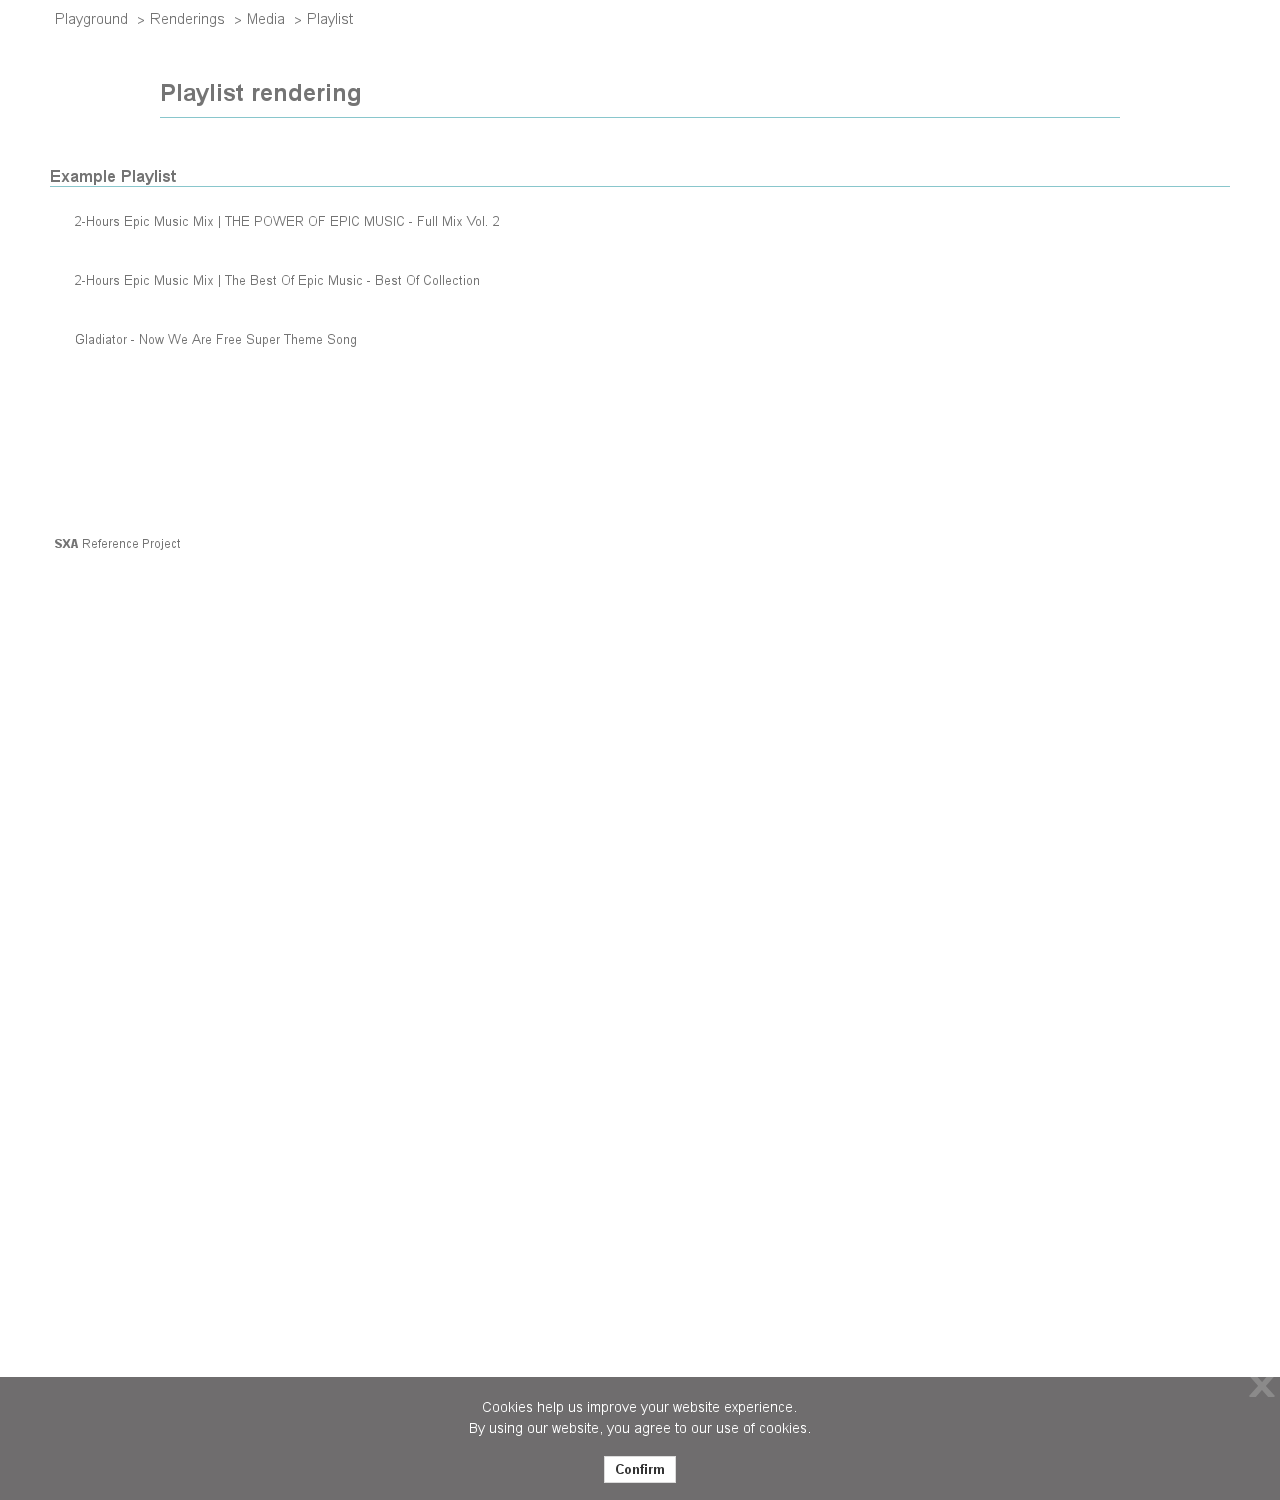 Playground > Renderings > Media > Playlist
Playlist rendering
Example Playlist
2-Hours Epic Music Mix | THE POWER OF EPIC MUSIC - Full Mix Vol. 2
2-Hours Epic Music Mix | The Best Of Epic Music - Best Of Collection
Gladiator - Now We Are Free Super Theme Song
SXA Reference Project
X
Cookies help us improve your website experience.
By using our website, you agree to our use of cookies.
Confirm